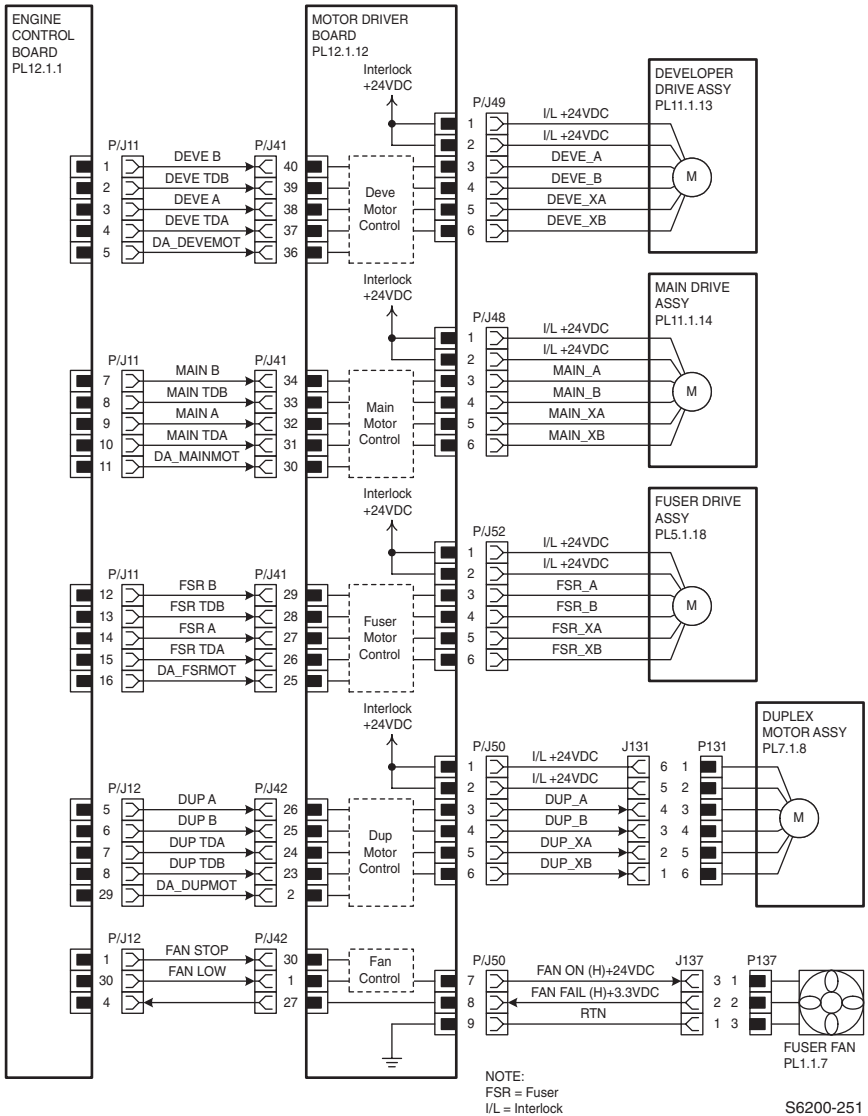 ENGINE
CONTROL
BOARD
PL12.1.1
MOTOR DRIVER
BOARD
PL12.1.12
Interlock
+24VDC
P/J49
DEVELOPER
DRIVE ASSY
PL11.1.13
1 I/L +24VDC
2 I/L +24VDC
3 DEVE_A
4 DEVE_B
5 DEVE_XA
6 DEVE_XB
M
P/J11 P/J41
1 DEVE B 40
2 DEVE TDB 39
3 DEVE A 38
4 DEVE TDA 37
5 DA_DEVEMOT 36
Deve
Motor
Control
Interlock
+24VDC
P/J48
MAIN DRIVE
ASSY
PL11.1.14
1 I/L +24VDC
2 I/L +24VDC
3 MAIN_A
4 MAIN_B
5 MAIN_XA
6 MAIN_XB
M
P/J11 P/J41
7 MAIN B 34
8 MAIN TDB 33
9 MAIN A 32
10 MAIN TDA 31
11 DA_MAINMOT 30
Main
Motor
Control
Interlock
+24VDC
P/J52
FUSER DRIVE
ASSY
PL5.1.18
1 I/L +24VDC
2 I/L +24VDC
3 FSR_A
4 FSR_B
5 FSR_XA
6 FSR_XB
M
P/J11 P/J41
12 FSR B 29
13 FSR TDB 28
14 FSR A 27
15 FSR TDA 26
16 DA_FSRMOT 25
Fuser
Motor
Control
Interlock
+24VDC
P/J50 J131 P131
DUPLEX
MOTOR ASSY
PL7.1.8
1 I/L +24VDC 6 1
2 I/L +24VDC 5 2
3 DUP_A 4 3
4 DUP_B 3 4
5 DUP_XA 2 5
6 DUP_XB 1 6
M
P/J12 P/J42
5 DUP A 26
6 DUP B 25
7 DUP TDA 24
8 DUP TDB 23
29 DA_DUPMOT 2
Dup
Motor
Control
P/J12 P/J42
1 FAN STOP 30
30 FAN LOW 1
4 27
Fan
Control
P/J50 J137 P137
7 FAN ON (H)+24VDC 3 1
8 FAN FAIL (H)+3.3VDC 2 2
9 RTN 1 3
FUSER FAN
PL1.1.7
NOTE:
FSR = Fuser
I/L = Interlock
S6200-251